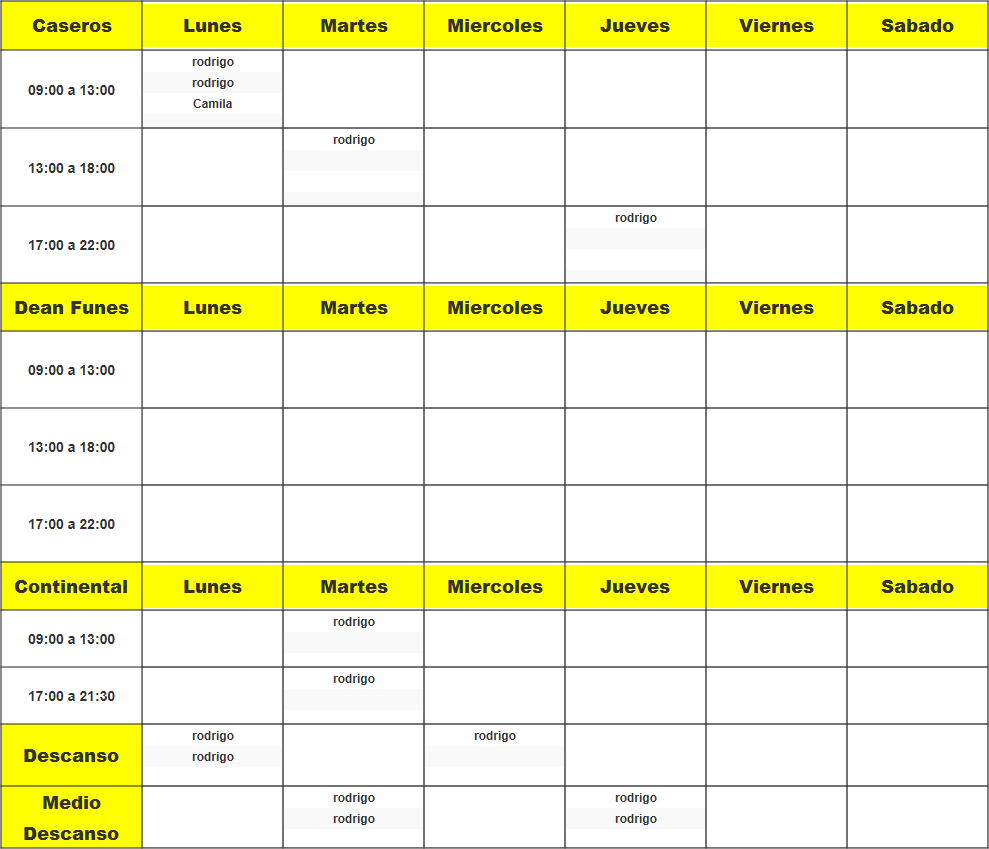 Caseros Lunes Martes Miercoles Jueves Viernes Sabado
09:00 a 13:00
rodrigo
rodrigo
Camila
13:00 a 18:00
rodrigo
17:00 a 22:00
rodrigo
Dean Funes Lunes Martes Miercoles Jueves Viernes Sabado
09:00 a 13:00
13:00 a 18:00
17:00 a 22:00
Continental Lunes Martes Miercoles Jueves Viernes Sabado
09:00 a 13:00
rodrigo
17:00 a 21:30
rodrigo
Descanso
rodrigo rodrigo
rodrigo
Medio
Descanso
rodrigo rodrigo
rodrigo rodrigo